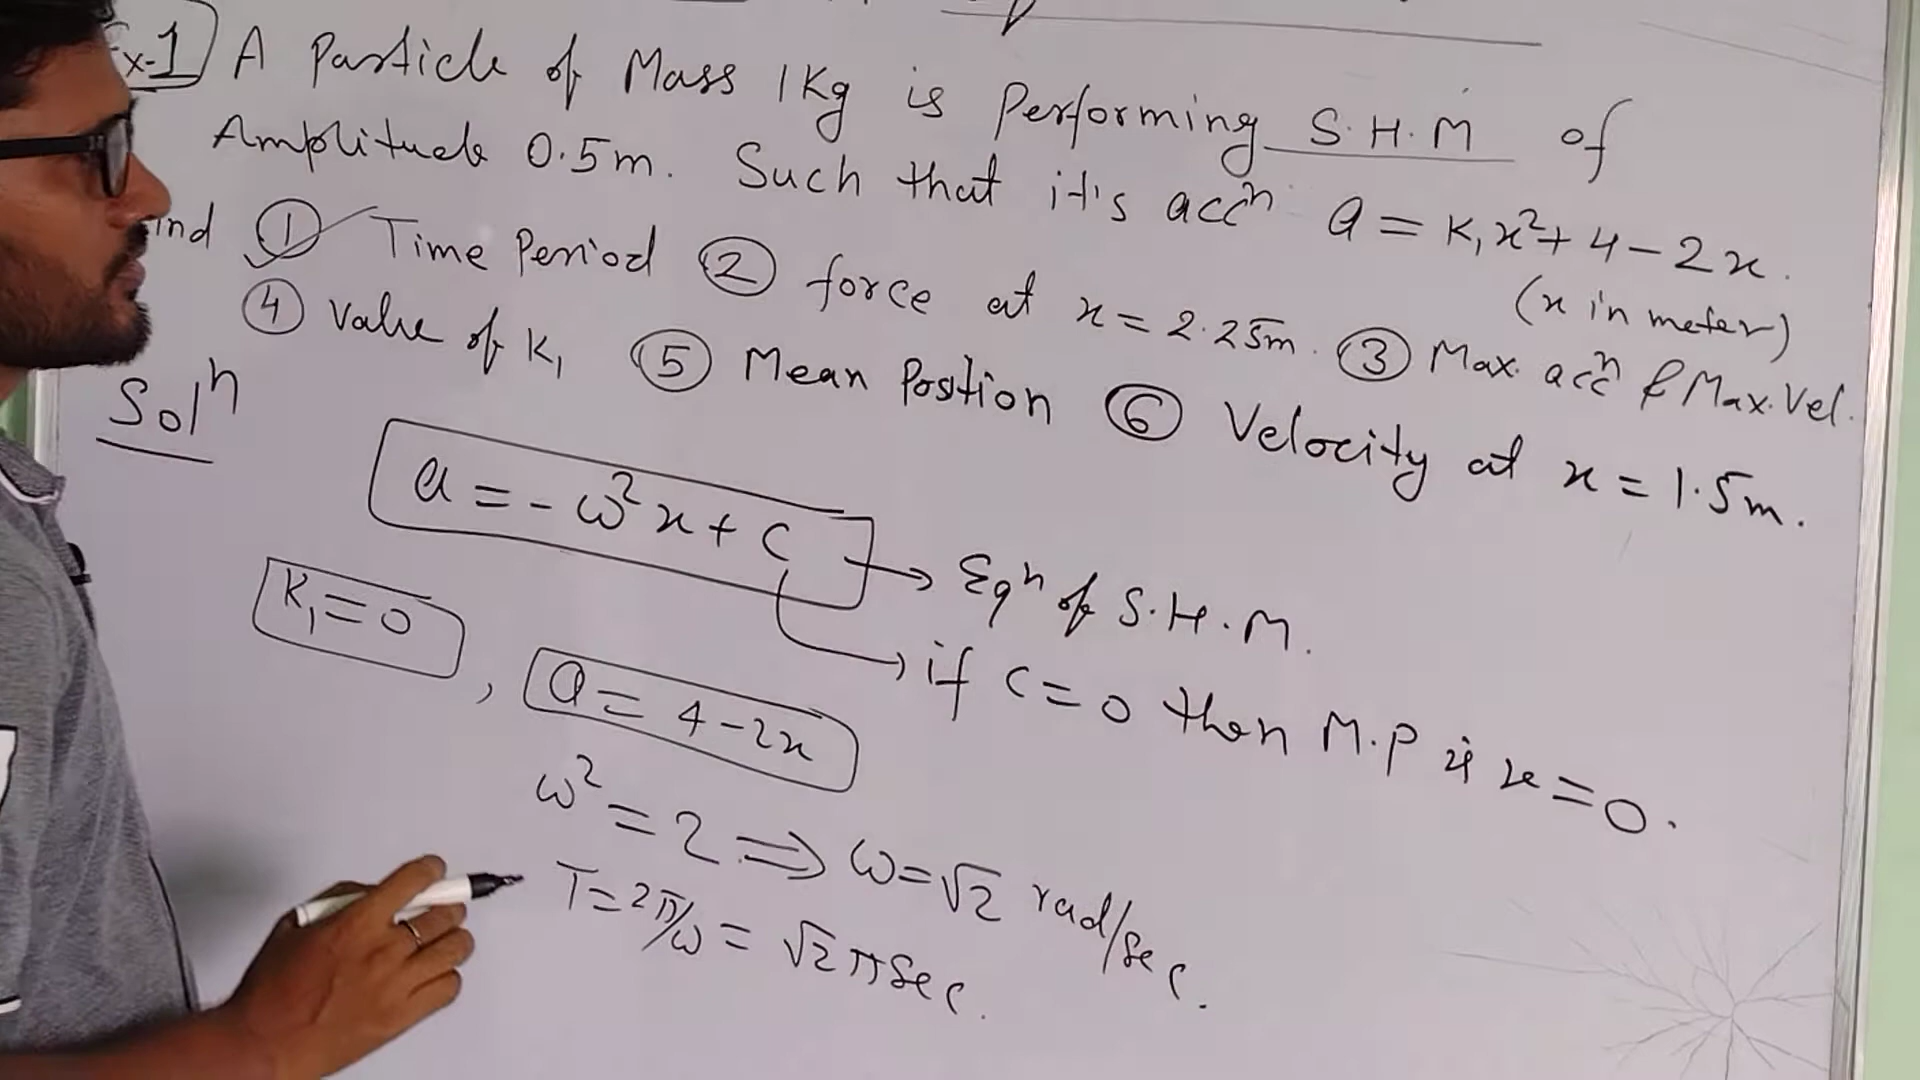 x-1 A Particle of Mass 1Kg is Performing S.H.M of
Amplitude 0.5m. Such that it's accⁿ a = K₁x²+4-2x.
(x in meter)
ind ① Time Period ② force at x = 2.25m. ③ Max. accⁿ & Max.Vel.
④ Value of K₁ ⑤ Mean Postion ⑥ Velocity at x = 1.5m.
Solⁿ
a = -ω²x + C → Eqⁿ of S.H.M.
→ if C = 0 then M.P is x = 0.
K₁ = 0, a = 4-2x
ω² = 2 ⇒ ω = √2 rad/sec.
T = 2π/ω = √2 π Sec.